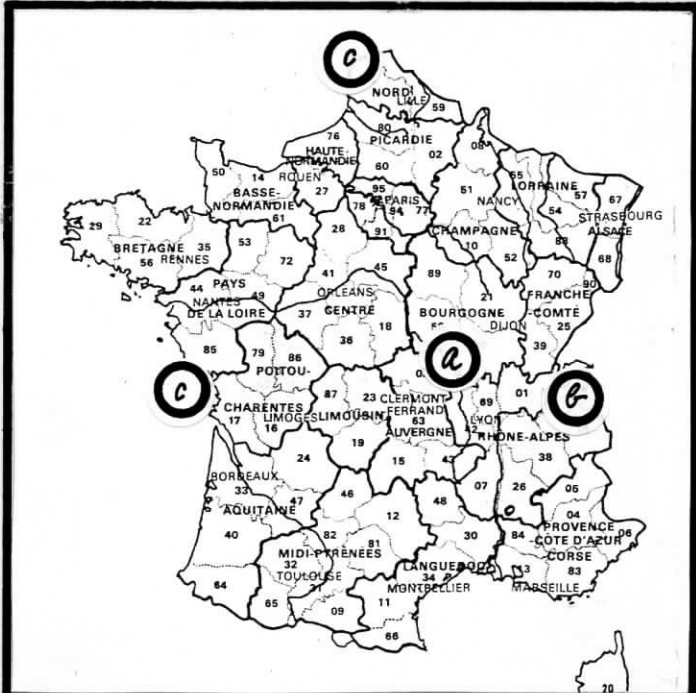 C
NORD
LILLE
59
80
PICARDIE
76
HAUTE-
NORMANDIE
60
02
08
50
14
ROUEN
27
BASSE-
NORMANDIE
61
95
PARIS
78
94
77
91
51
NANCY
55
LORRAINE
57
54
67
STRASBOURG
ALSACE
88
68
CHAMPAGNE
10
52
29
22
BRETAGNE
35
56
RENNES
53
72
28
41
45
ORLEANS
89
21
70
90
FRANCHE
-COMTÉ
25
39
44
PAYS
NANTES
49
DE LA LOIRE
37
CENTRE
18
36
BOURGOGNE
DIJON
85
79
86
POITOU-
A
C
B
CHARENTES
17
16
LIMOGES
87
23
LIMOUSIN
19
CLERMONT
FERRAND
63
AUVERGNE
15
43
69
LYON
42
01
RHÔNE-ALPES
38
26
07
24
BORDEAUX
33
47
AQUITAINE
40
64
46
12
48
82
81
MIDI-PYRÉNÉES
32
TOULOUSE
31
65
09
30
LANGUEDOC
34
MONTPELLIER
11
66
05
04
84
PROVENCE
-CÔTE D'AZUR
06
CORSE
13
83
MARSEILLE
20